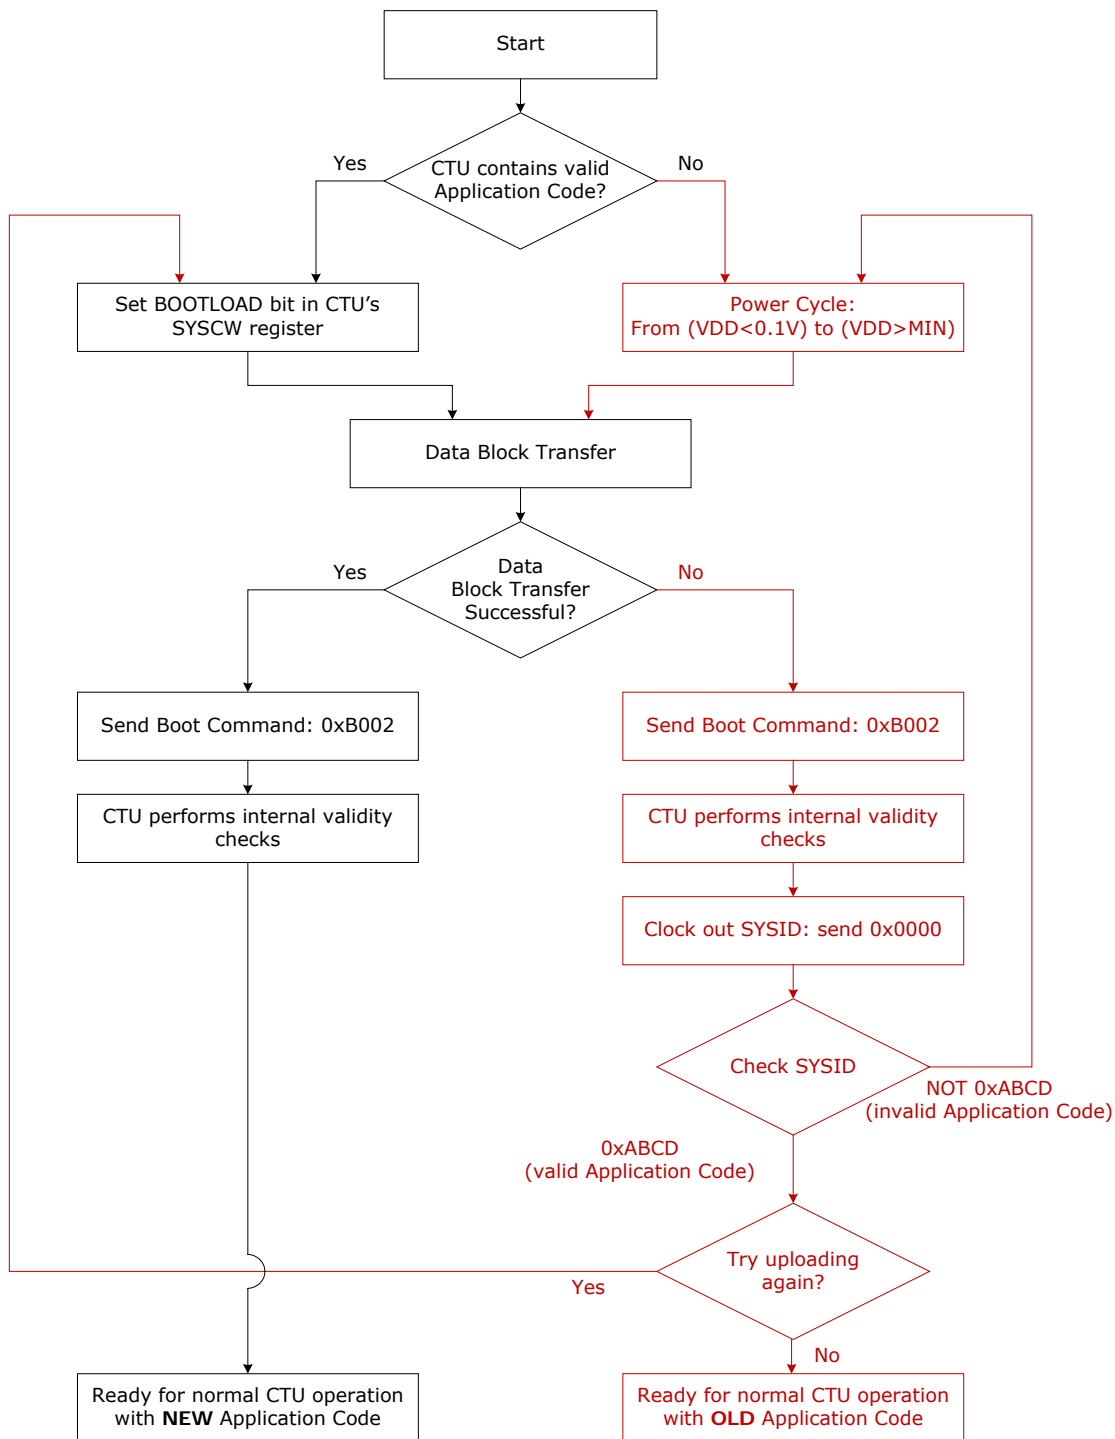 Start
CTU contains valid
Application Code?
Yes
No
Set BOOTLOAD bit in CTU's
SYSCW register
Power Cycle:
From (VDD<0.1V) to (VDD>MIN)
Data Block Transfer
Data
Block Transfer
Successful?
Yes
No
Send Boot Command: 0xB002
Send Boot Command: 0xB002
CTU performs internal validity
checks
CTU performs internal validity
checks
Clock out SYSID: send 0x0000
Check SYSID
NOT 0xABCD
(invalid Application Code)
0xABCD
(valid Application Code)
Try uploading
again?
Yes
No
Ready for normal CTU operation
with NEW Application Code
Ready for normal CTU operation
with OLD Application Code